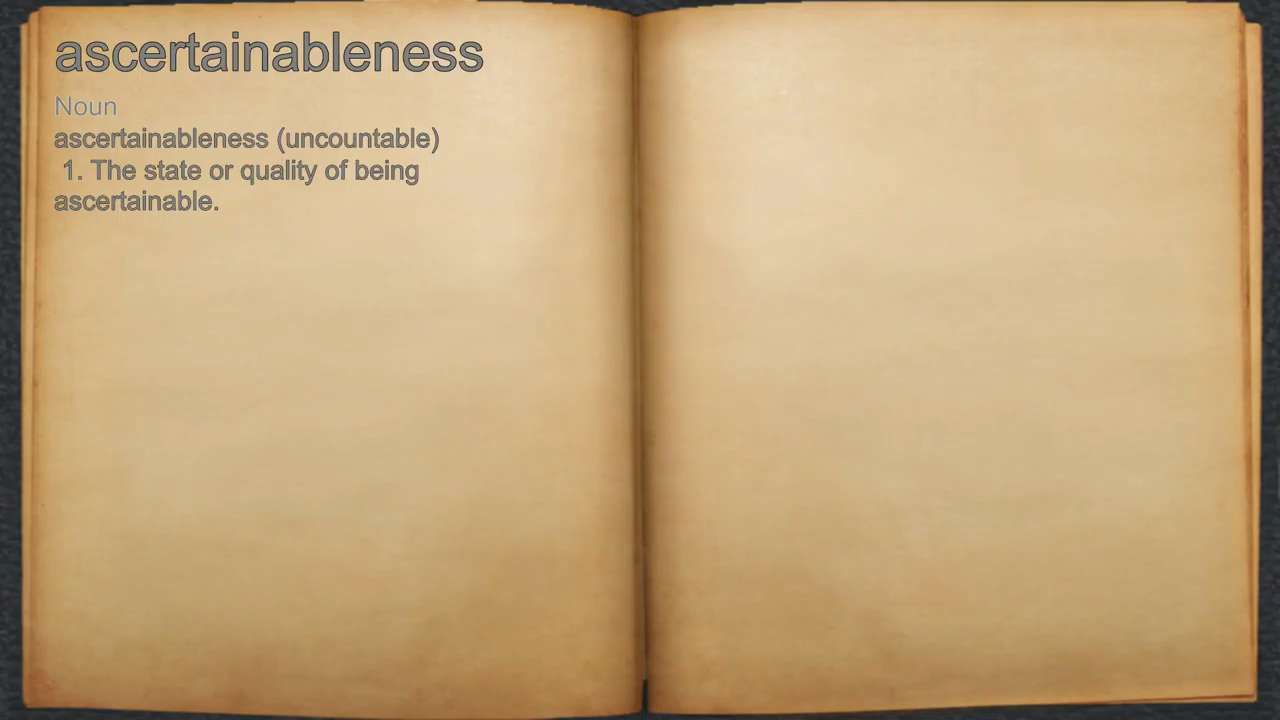 ascertainableness
Noun
ascertainableness (uncountable)
1. The state or quality of being
ascertainable.